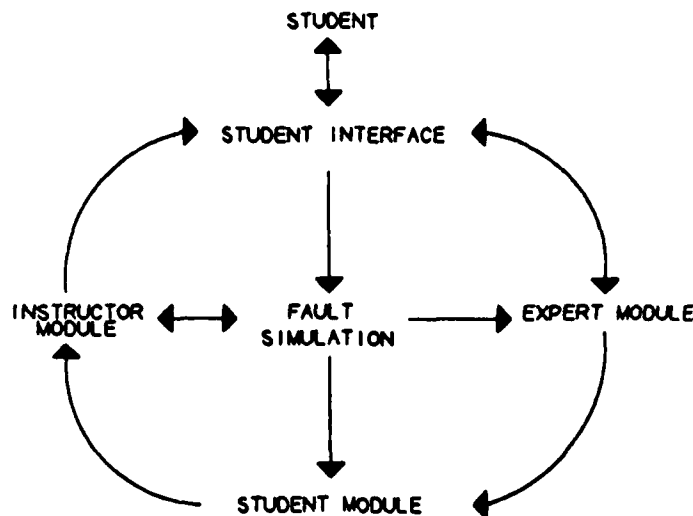 STUDENT
STUDENT INTERFACE
INSTRUCTOR
MODULE
FAULT
SIMULATION
EXPERT MODULE
STUDENT MODULE